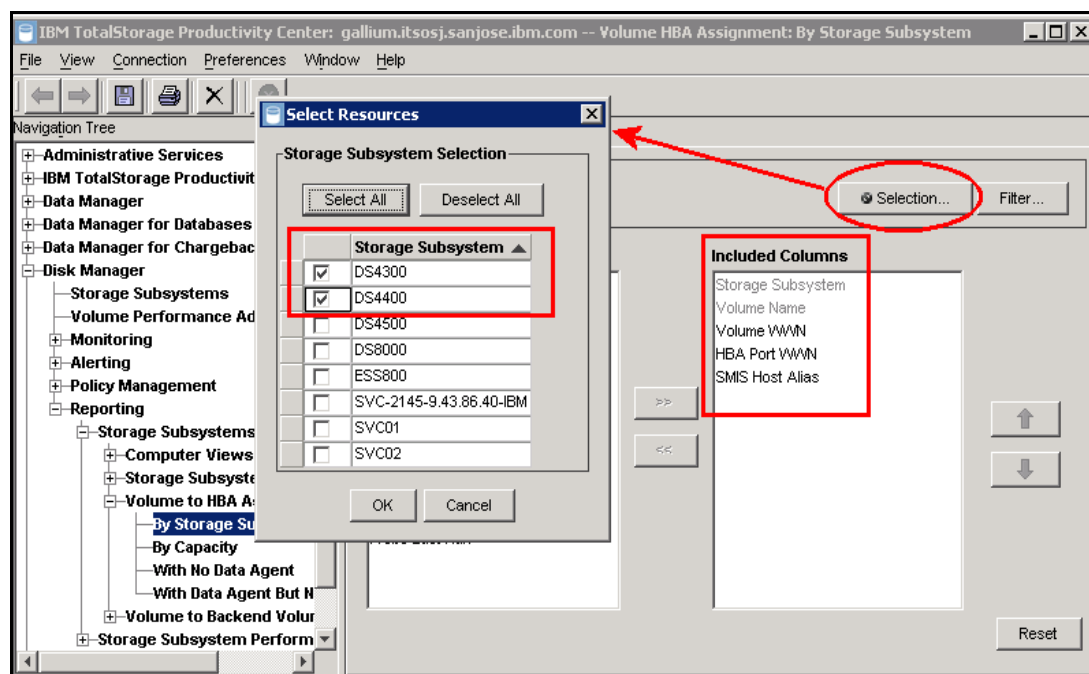 IBM TotalStorage Productivity Center: gallium.itsosj.sanjose.ibm.com -- Volume HBA Assignment: By Storage Subsystem
File View Connection Preferences Window Help
Navigation Tree
Administrative Services
IBM TotalStorage Productivit
Data Manager
Data Manager for Databases
Data Manager for Chargebac
Disk Manager
Storage Subsystems
Volume Performance Ad
Monitoring
Alerting
Policy Management
Reporting
Storage Subsystems
Computer Views
Storage Subsyste
Volume to HBA A
By Storage Su
By Capacity
With No Data Agent
With Data Agent But N
Volume to Backend Volur
Storage Subsystem Perform
Select Resources
Storage Subsystem Selection
Select All Deselect All
Storage Subsystem
DS4300
DS4400
DS4500
DS8000
ESS800
SVC-2145-9.43.86.40-IBM
SVC01
SVC02
OK Cancel
Selection... Filter...
Included Columns
Storage Subsystem
Volume Name
Volume WWN
HBA Port WWN
SMIS Host Alias
>>
<<
Reset